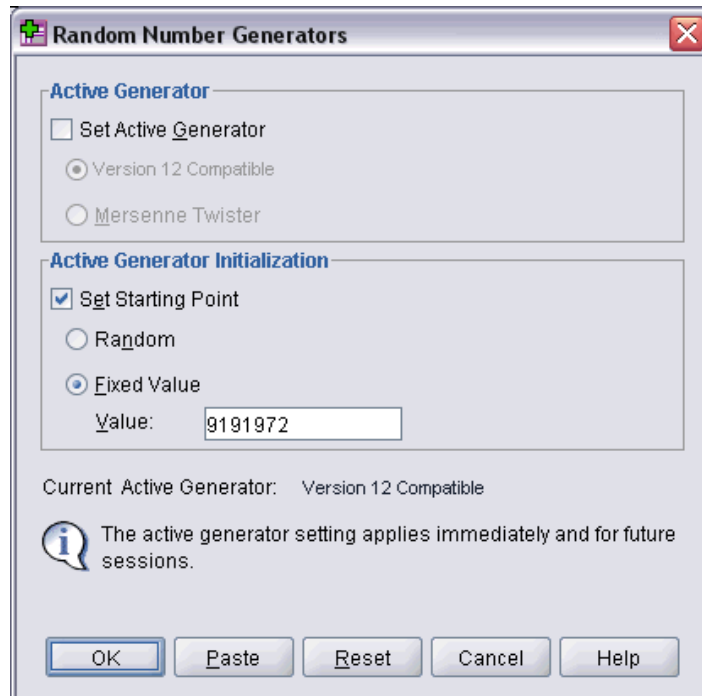 Random Number Generators
Active Generator
Set Active Generator
Version 12 Compatible
Mersenne Twister
Active Generator Initialization
Set Starting Point
Random
Fixed Value
Value: 9191972
Current Active Generator: Version 12 Compatible
The active generator setting applies immediately and for future
sessions.
OK Paste Reset Cancel Help